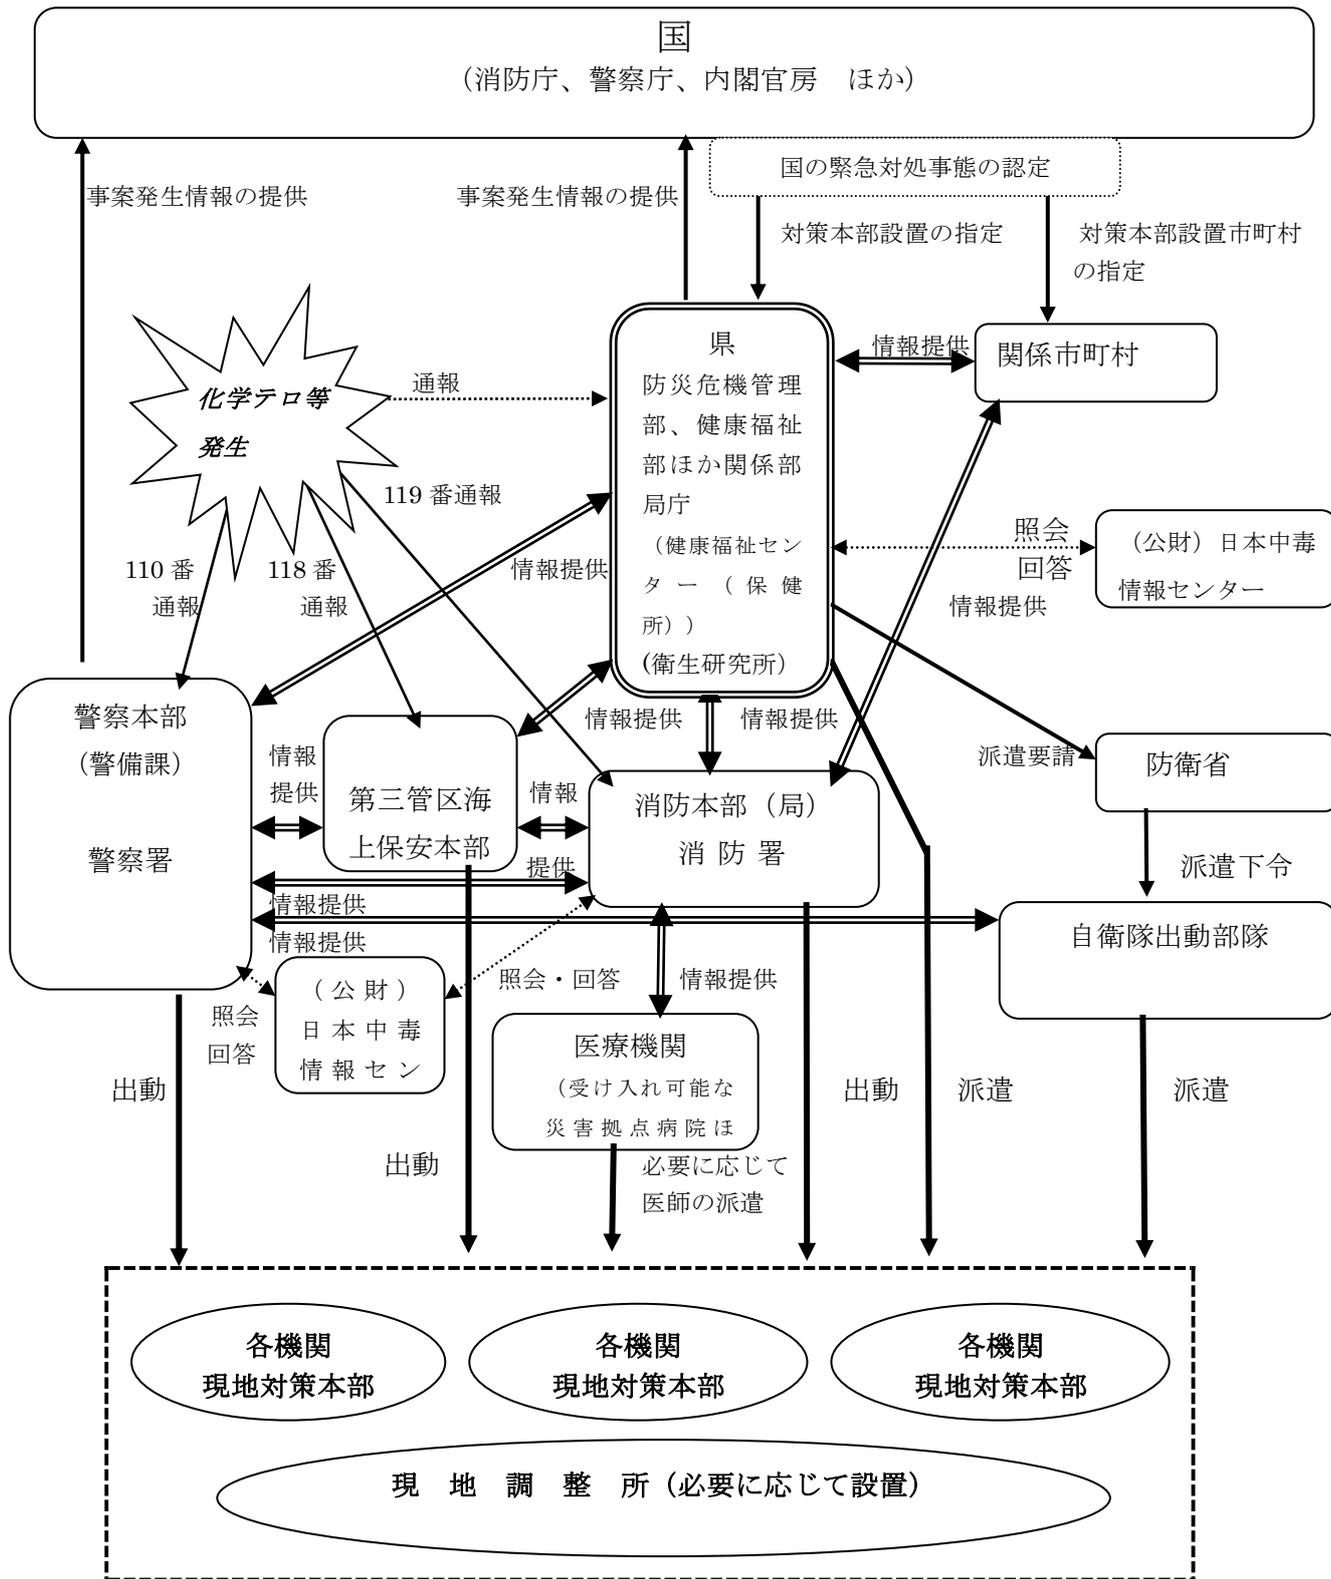 国
（消防庁、警察庁、内閣官房　ほか）
国の緊急対処事態の認定
事案発生情報の提供
事案発生情報の提供
対策本部設置の指定
対策本部設置市町村
の指定
化学テロ等
発生
通報
県
防災危機管理
部、健康福祉
部ほか関係部
局庁
（健康福祉セン
ター（保健
所））
(衛生研究所）
情報提供
関係市町村
119 番通報
110 番
通報
118 番
通報
情報提供
照会
回答
（公財）日本中毒
情報センター
情報提供
情報提供
情報提供
派遣要請
防衛省
警察本部
（警備課）
警察署
情報
提供
第三管区海
上保安本部
情報
提供
消防本部（局）
消 防 署
派遣下令
情報提供
情報提供
自衛隊出動部隊
（公財）
日本中毒
情報セン
照会・回答
情報提供
照会
回答
医療機関
（受け入れ可能な
災害拠点病院ほ
出動
出動
必要に応じて
医師の派遣
出動
派遣
派遣
各機関
現地対策本部
各機関
現地対策本部
各機関
現地対策本部
現　地　調　整　所（必要に応じて設置）